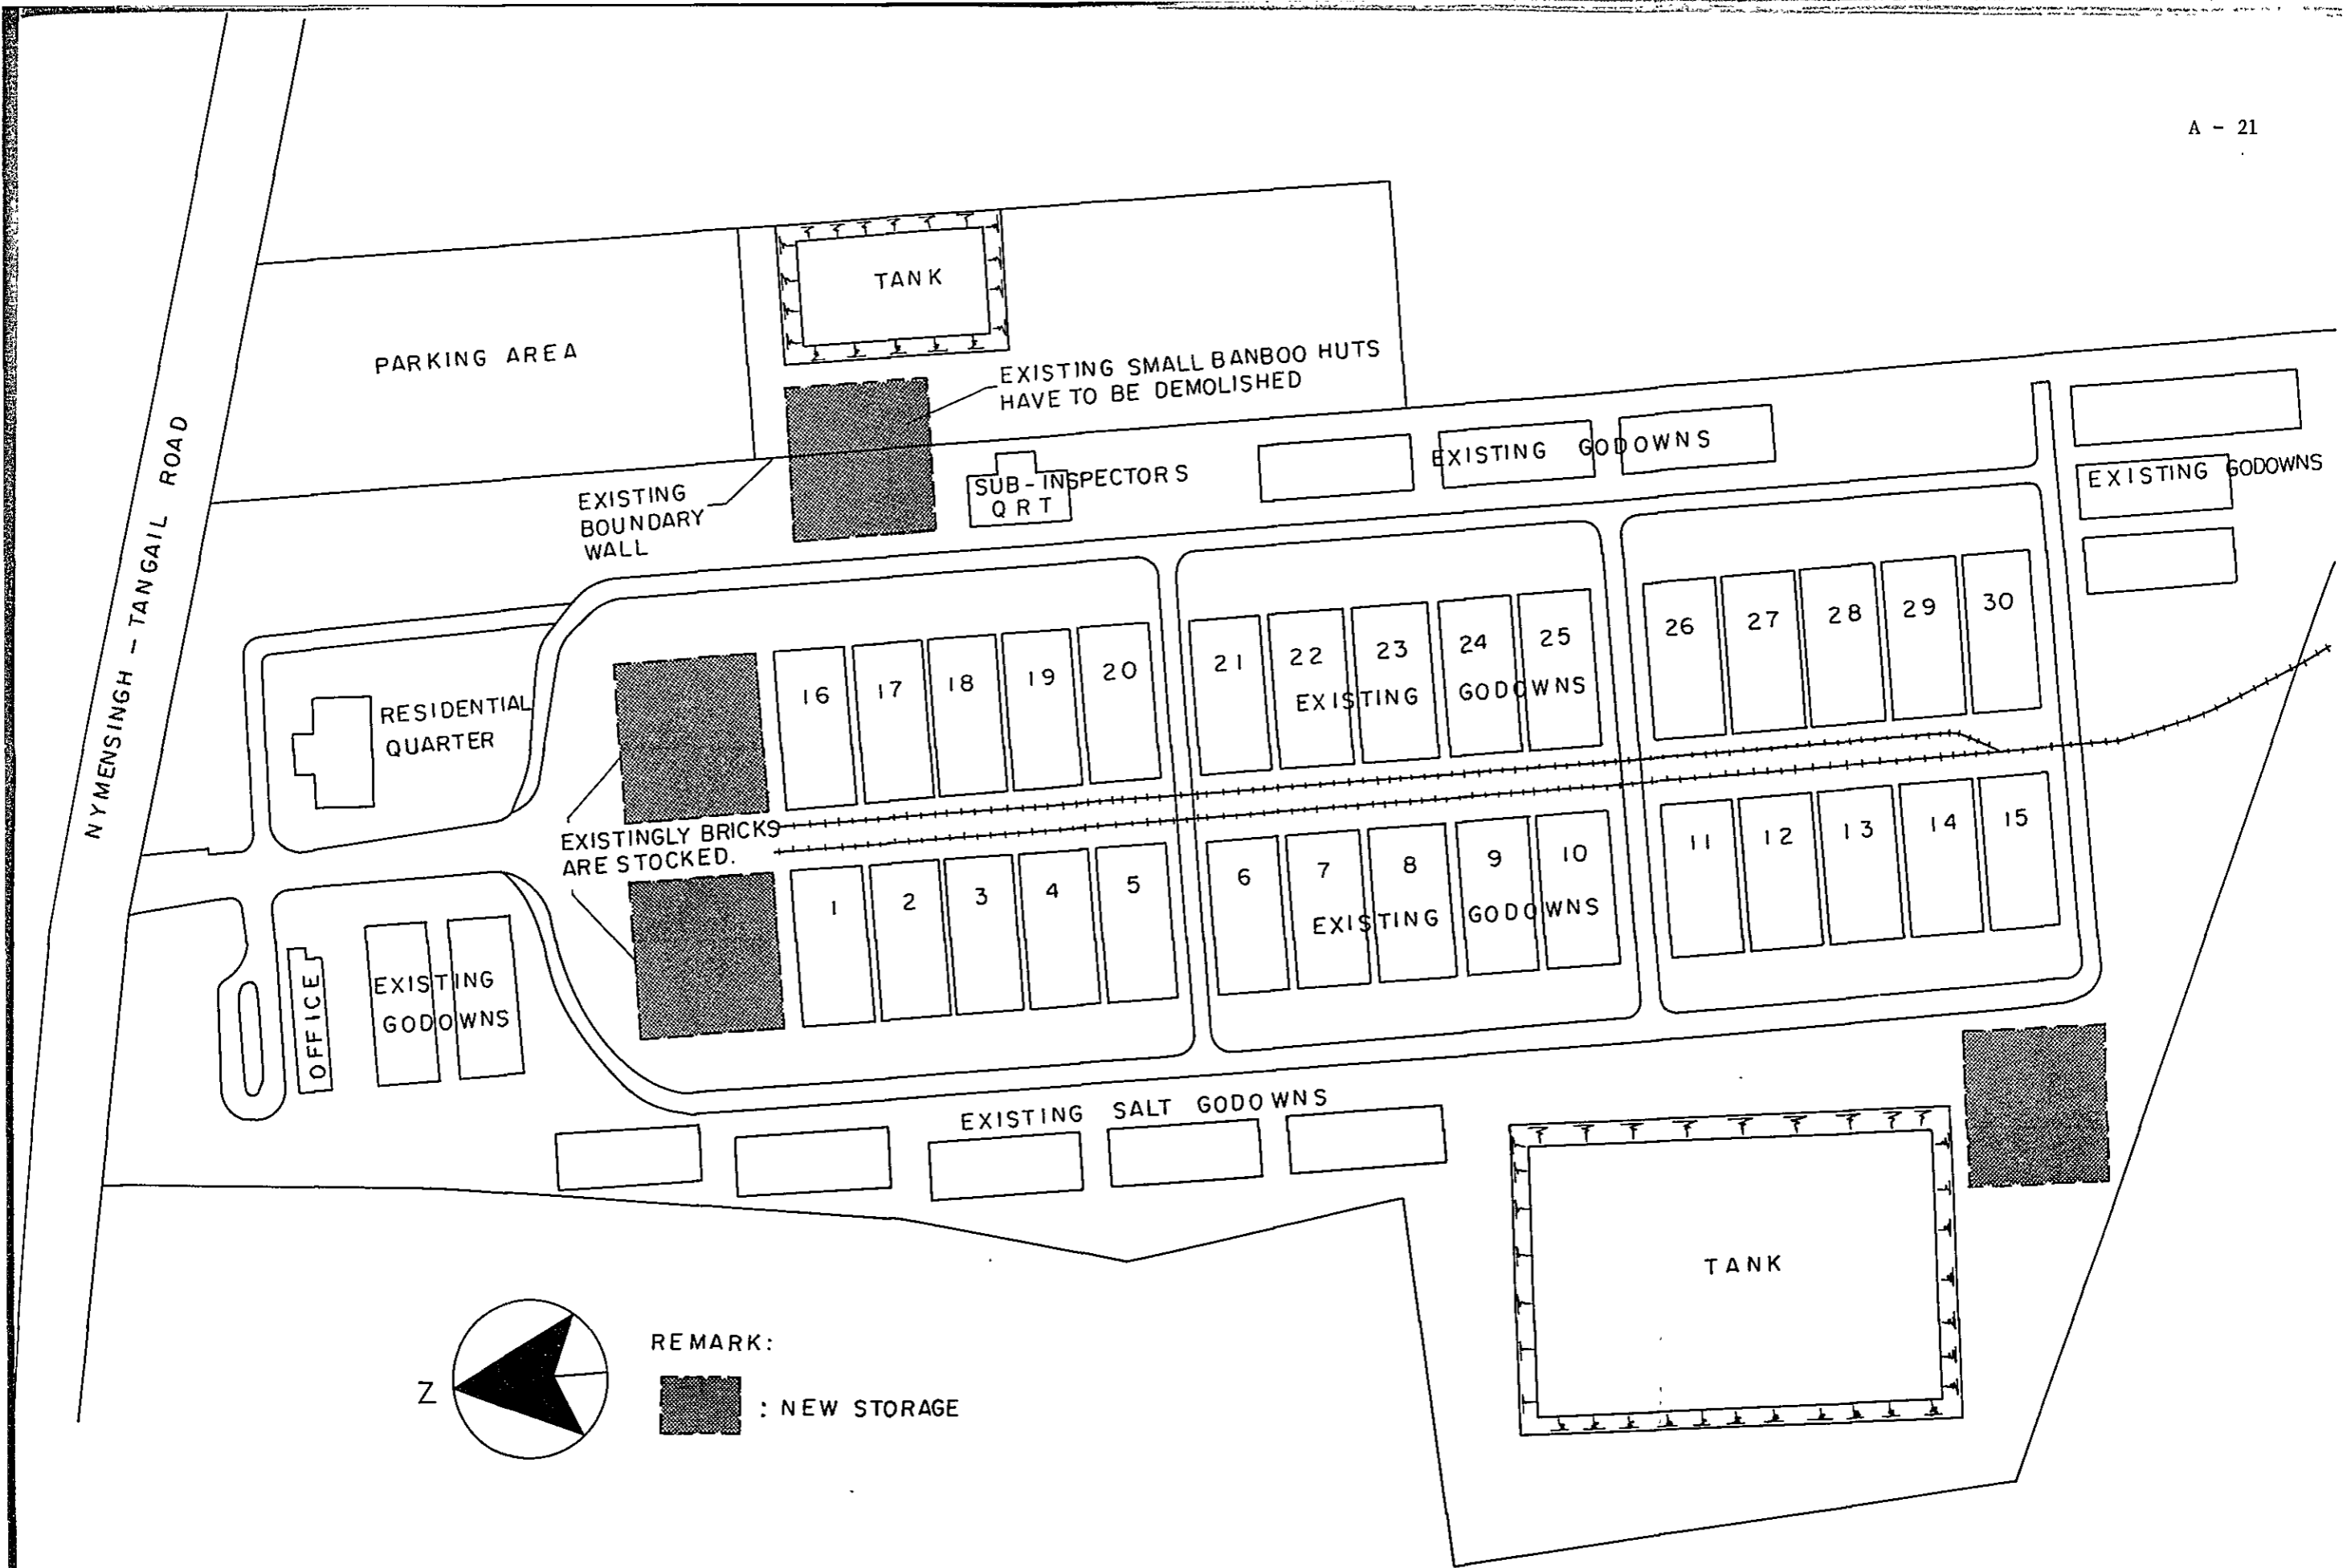 A - 21
TANK
PARKING AREA
EXISTING SMALL BANBOO HUTS
HAVE TO BE DEMOLISHED
NYMENSINGH - TANGAIL ROAD
EXISTING GODOWNS
EXISTING GODOWNS
SUB-INSPECTORS
QRT
EXISTING
BOUNDARY
WALL
RESIDENTIAL
QUARTER
16 17 18 19 20
21 22 23 24 25
EXISTING GODOWNS
26 27 28 29 30
EXISTINGLY BRICKS
ARE STOCKED.
1 2 3 4 5
6 7 8 9 10
EXISTING GODOWNS
11 12 13 14 15
OFFICE
EXISTING
GODOWNS
EXISTING SALT GODOWNS
TANK
Z
REMARK:
: NEW STORAGE